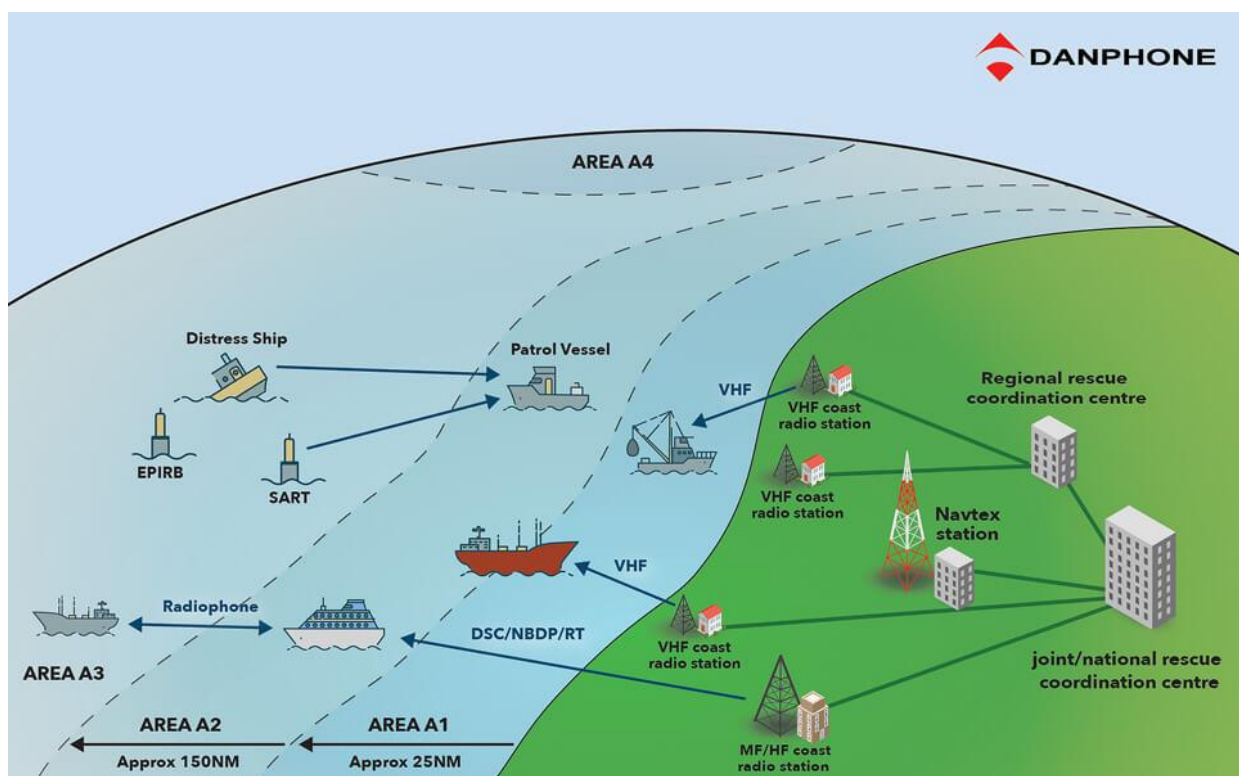 DANPHONE
AREA A4
Distress Ship
Patrol Vessel
VHF
VHF coast
radio station
Regional rescue
coordination centre
EPIRB
SART
VHF coast
radio station
Navtex
station
VHF
Radiophone
DSC/NBDP/RT
VHF coast
radio station
joint/national rescue
coordination centre
AREA A3
AREA A2
Approx 150NM
AREA A1
Approx 25NM
MF/HF coast
radio station